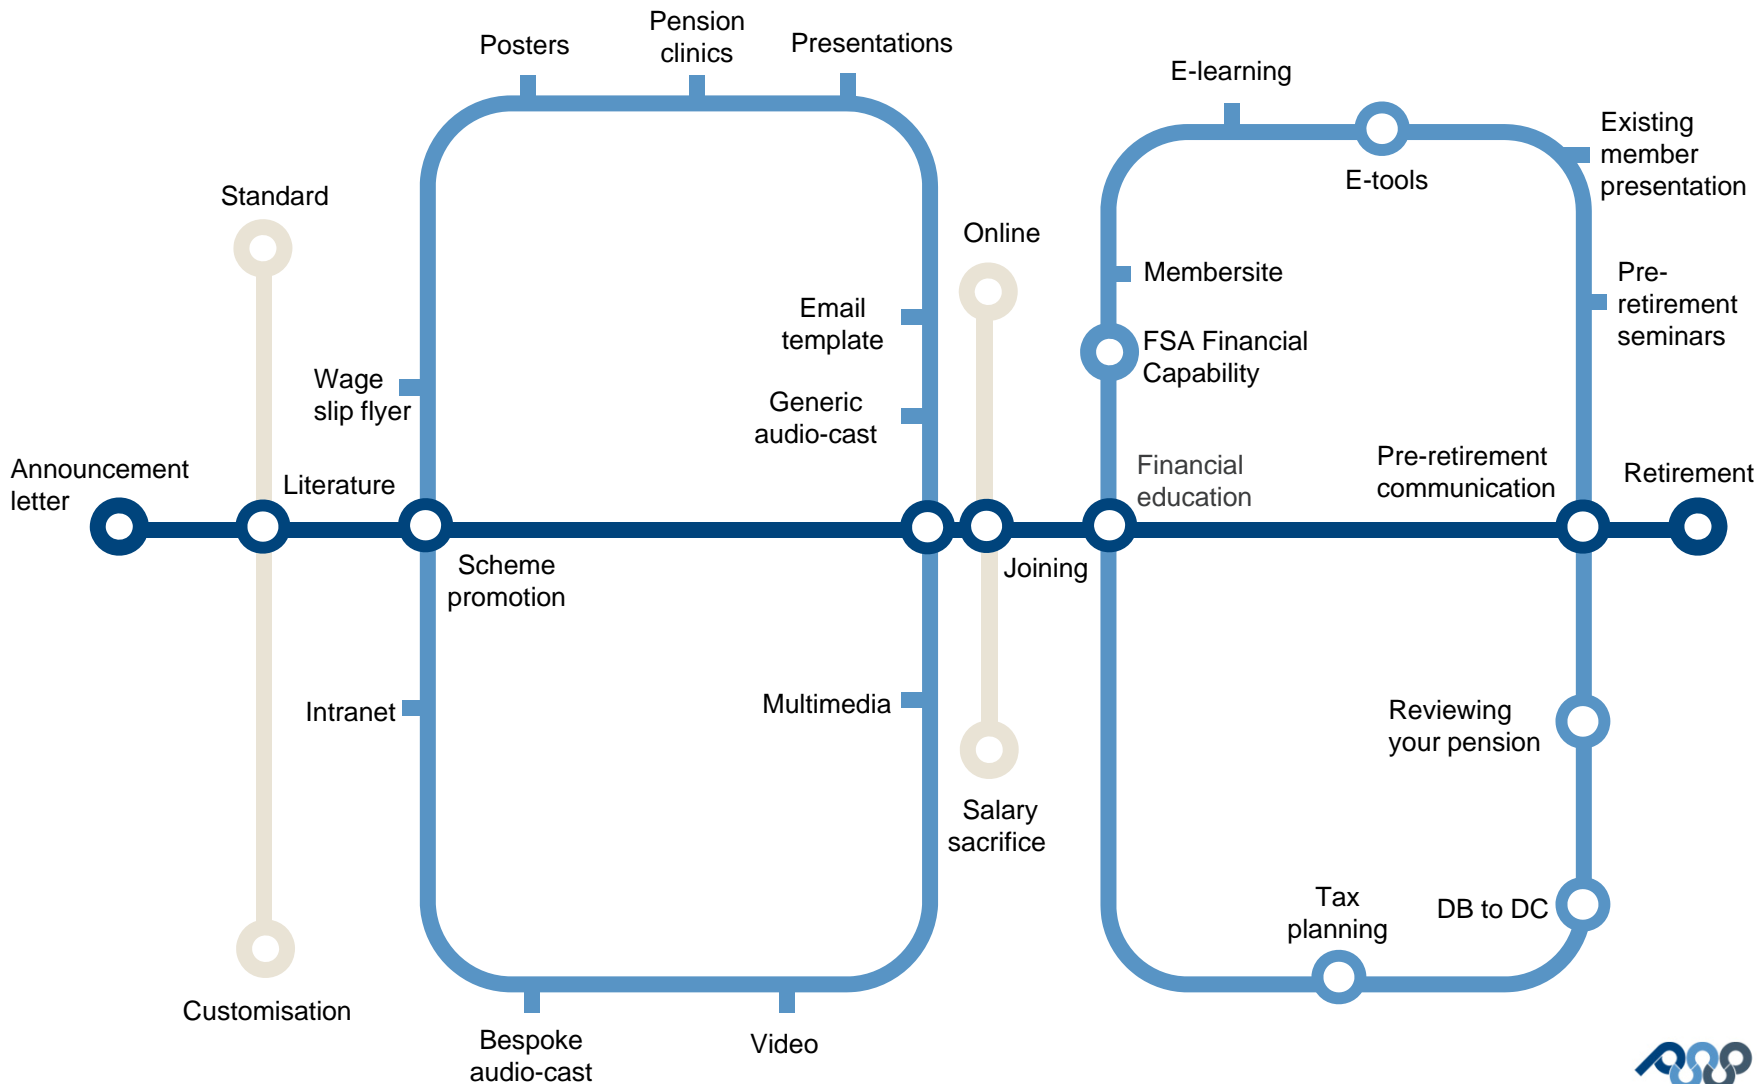 Posters
Pension
clinics
Presentations
E-learning
E-tools
Existing
member
presentation
Standard
Online
Membersite
Pre-
retirement
seminars
Email
template
FSA Financial
Capability
Wage
slip flyer
Generic
audio-cast
Announcement
letter
Literature
Financial
education
Pre-retirement
communication
Retirement
Scheme
promotion
Joining
Intranet
Multimedia
Reviewing
your pension
Salary
sacrifice
Tax
planning
DB to DC
Customisation
Bespoke
audio-cast
Video